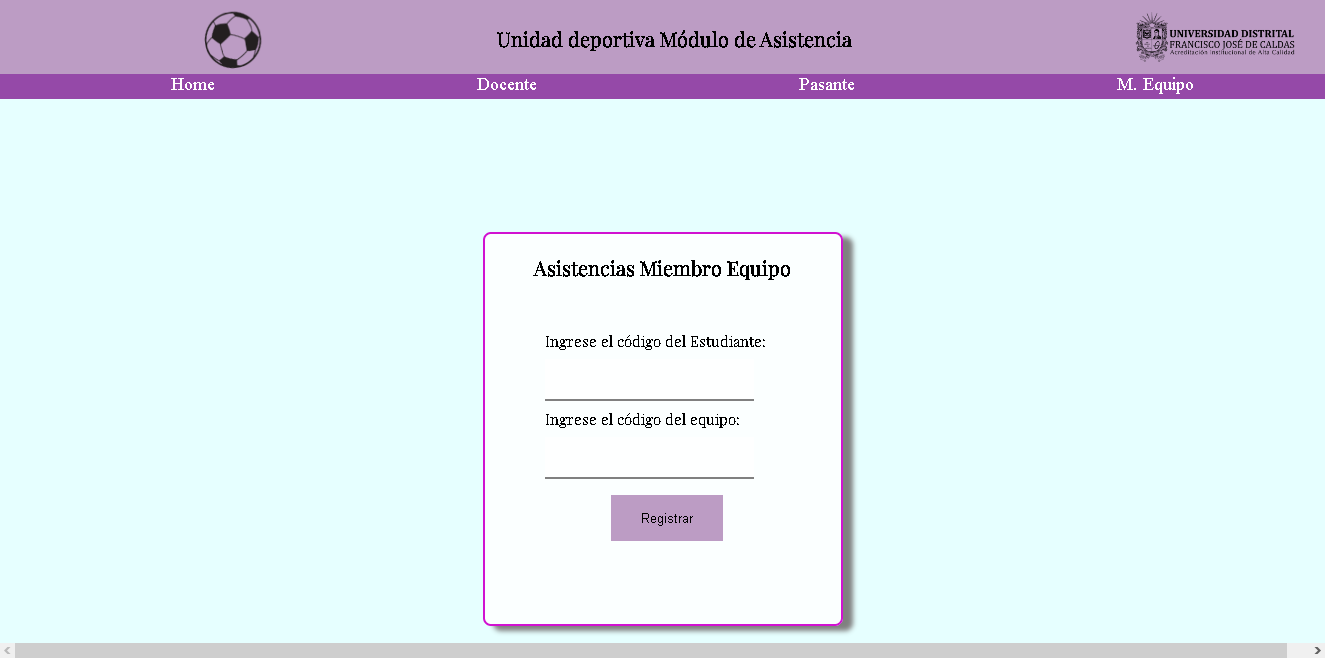 Unidad deportiva Módulo de Asistencia
UNIVERSIDAD DISTRITAL
FRANCISCO JOSÉ DE CALDAS
Acreditación Institucional de Alta Calidad
Home Docente Pasante M. Equipo
Asistencias Miembro Equipo
Ingrese el código del Estudiante:
Ingrese el código del equipo:
Registrar